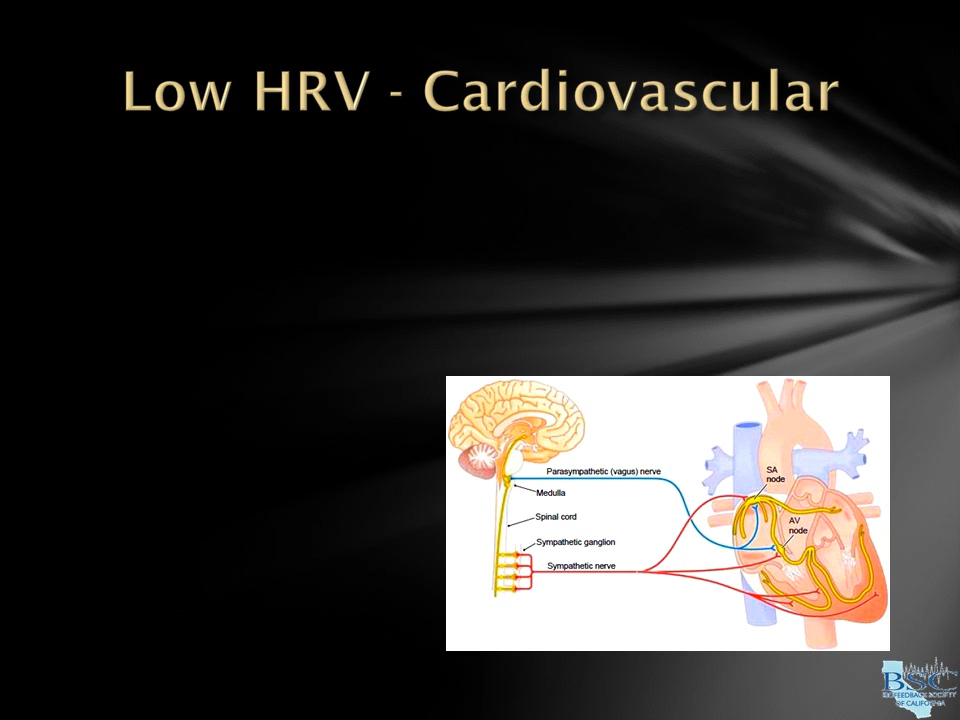 Low HRV - Cardiovascular
Parasympathetic (vagus) nerve
SA
node
Medulla
Spinal cord
AV
node
Sympathetic ganglion
Sympathetic nerve
BSC
BIOFEEDBACK SOCIETY
OF CALIFORNIA